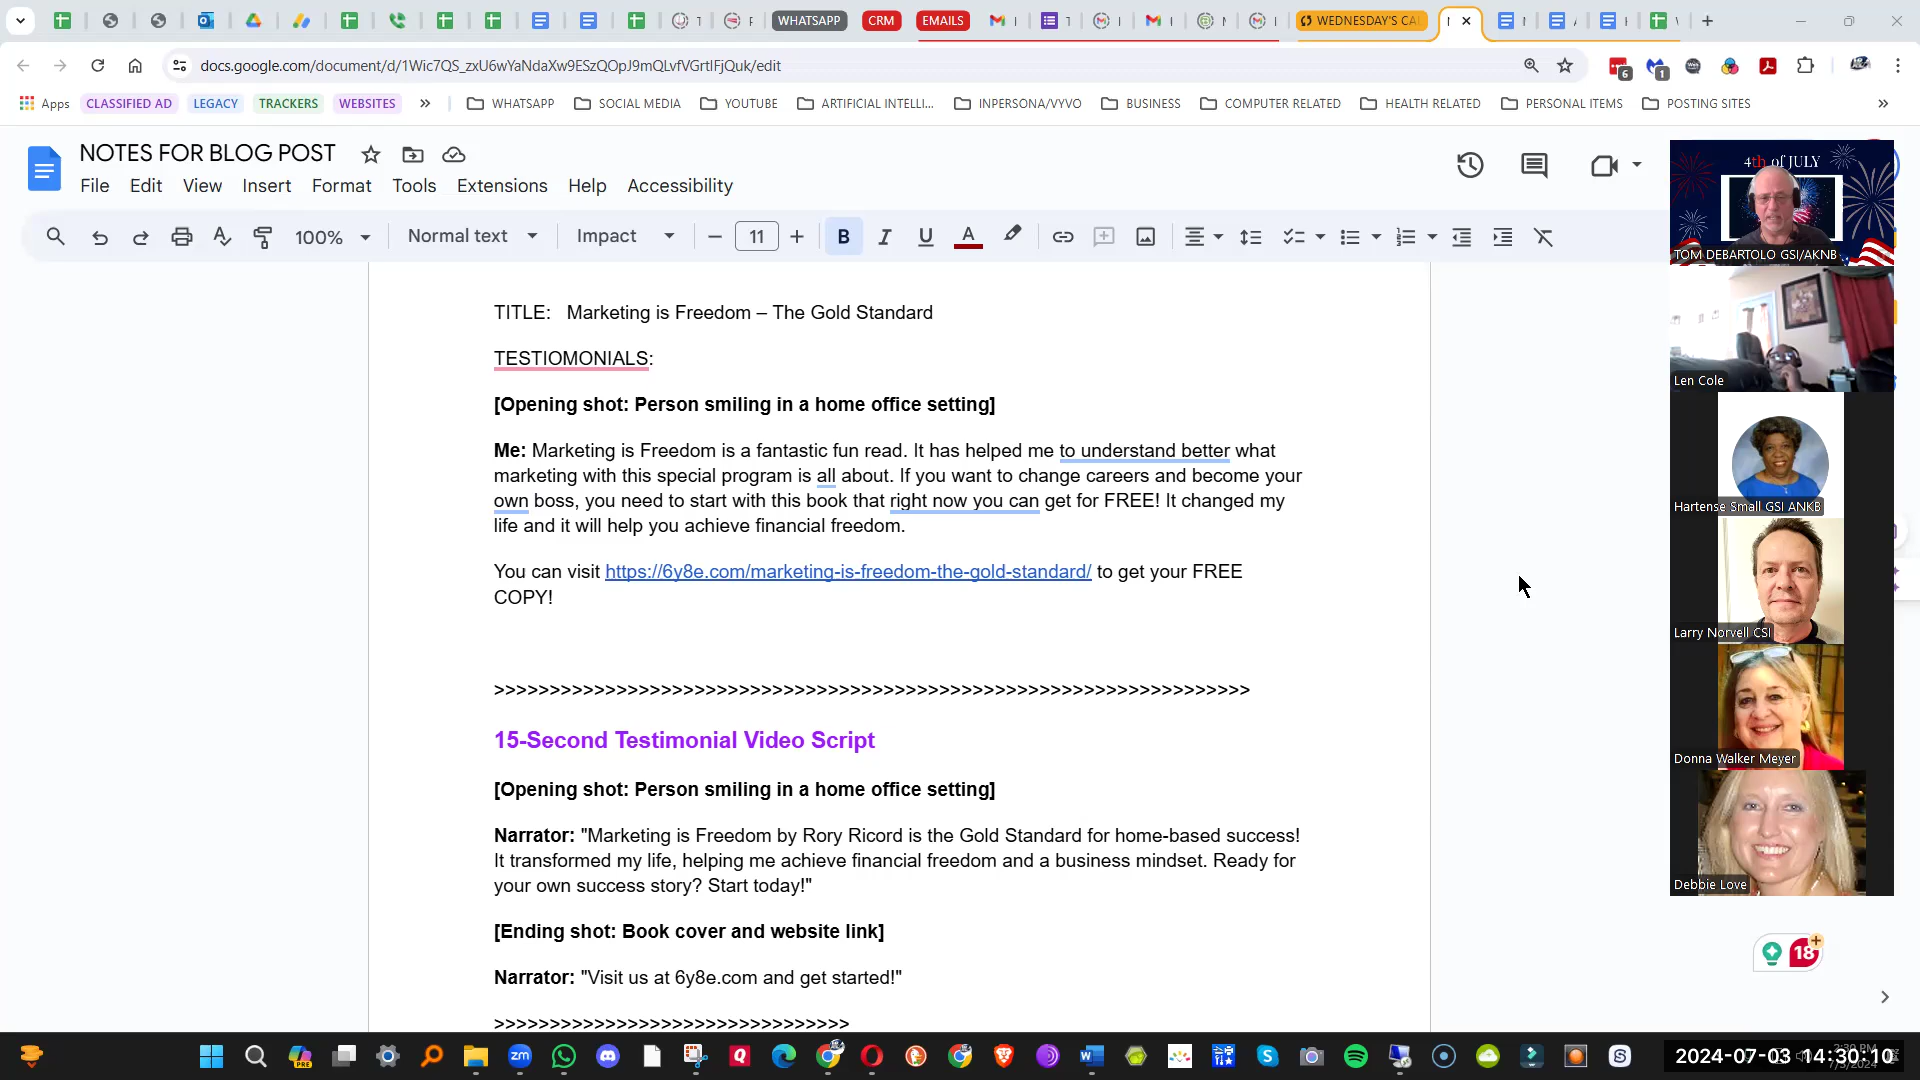 WHATSAPP CRM EMAILS WEDNESDAY'S CA
docs.google.com/document/d/1Wic7QS_zxU6wYaNdaXw9ESzQOpJ9mQLvfVGrtIFjQuk/edit
6 1
Apps CLASSIFIED AD LEGACY TRACKERS WEBSITES WHATSAPP SOCIAL MEDIA YOUTUBE ARTIFICIAL INTELLI... INPERSONA/VYVO BUSINESS COMPUTER RELATED HEALTH RELATED PERSONAL ITEMS POSTING SITES
NOTES FOR BLOG POST
File Edit View Insert Format Tools Extensions Help Accessibility
100% Normal text Impact 11 B I U A
4th of JULY
TOM DEBARTOLO GSI/AKNB
TITLE: Marketing is Freedom – The Gold Standard
TESTIOMONIALS:
Len Cole
[Opening shot: Person smiling in a home office setting]
Me: Marketing is Freedom is a fantastic fun read. It has helped me to understand better what
marketing with this special program is all about. If you want to change careers and become your
own boss, you need to start with this book that right now you can get for FREE! It changed my
life and it will help you achieve financial freedom.
Hartense Small GSI ANKB
You can visit https://6y8e.com/marketing-is-freedom-the-gold-standard/ to get your FREE
COPY!
Larry Norvell CSI
>>>>>>>>>>>>>>>>>>>>>>>>>>>>>>>>>>>>>>>>>>>>>>>>>>>>>>>>>>>>>>>>>>>>
15-Second Testimonial Video Script
Donna Walker Meyer
[Opening shot: Person smiling in a home office setting]
Narrator: "Marketing is Freedom by Rory Ricord is the Gold Standard for home-based success!
It transformed my life, helping me achieve financial freedom and a business mindset. Ready for
your own success story? Start today!"
Debbie Love
[Ending shot: Book cover and website link]
18
Narrator: "Visit us at 6y8e.com and get started!"
>>>>>>>>>>>>>>>>>>>>>>>>>>>>>>>>
2024-07-03 14:30:10